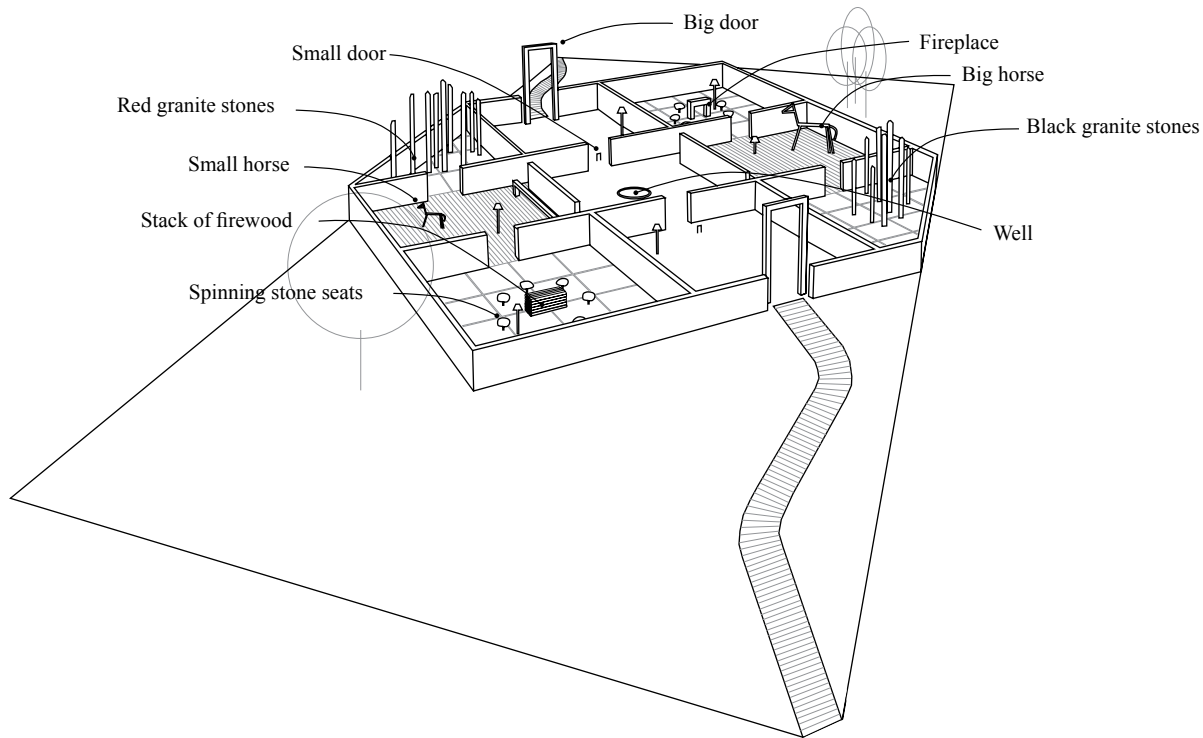 Big door
Small door
Fireplace
Big horse
Red granite stones
Black granite stones
Small horse
Stack of firewood
Well
Spinning stone seats